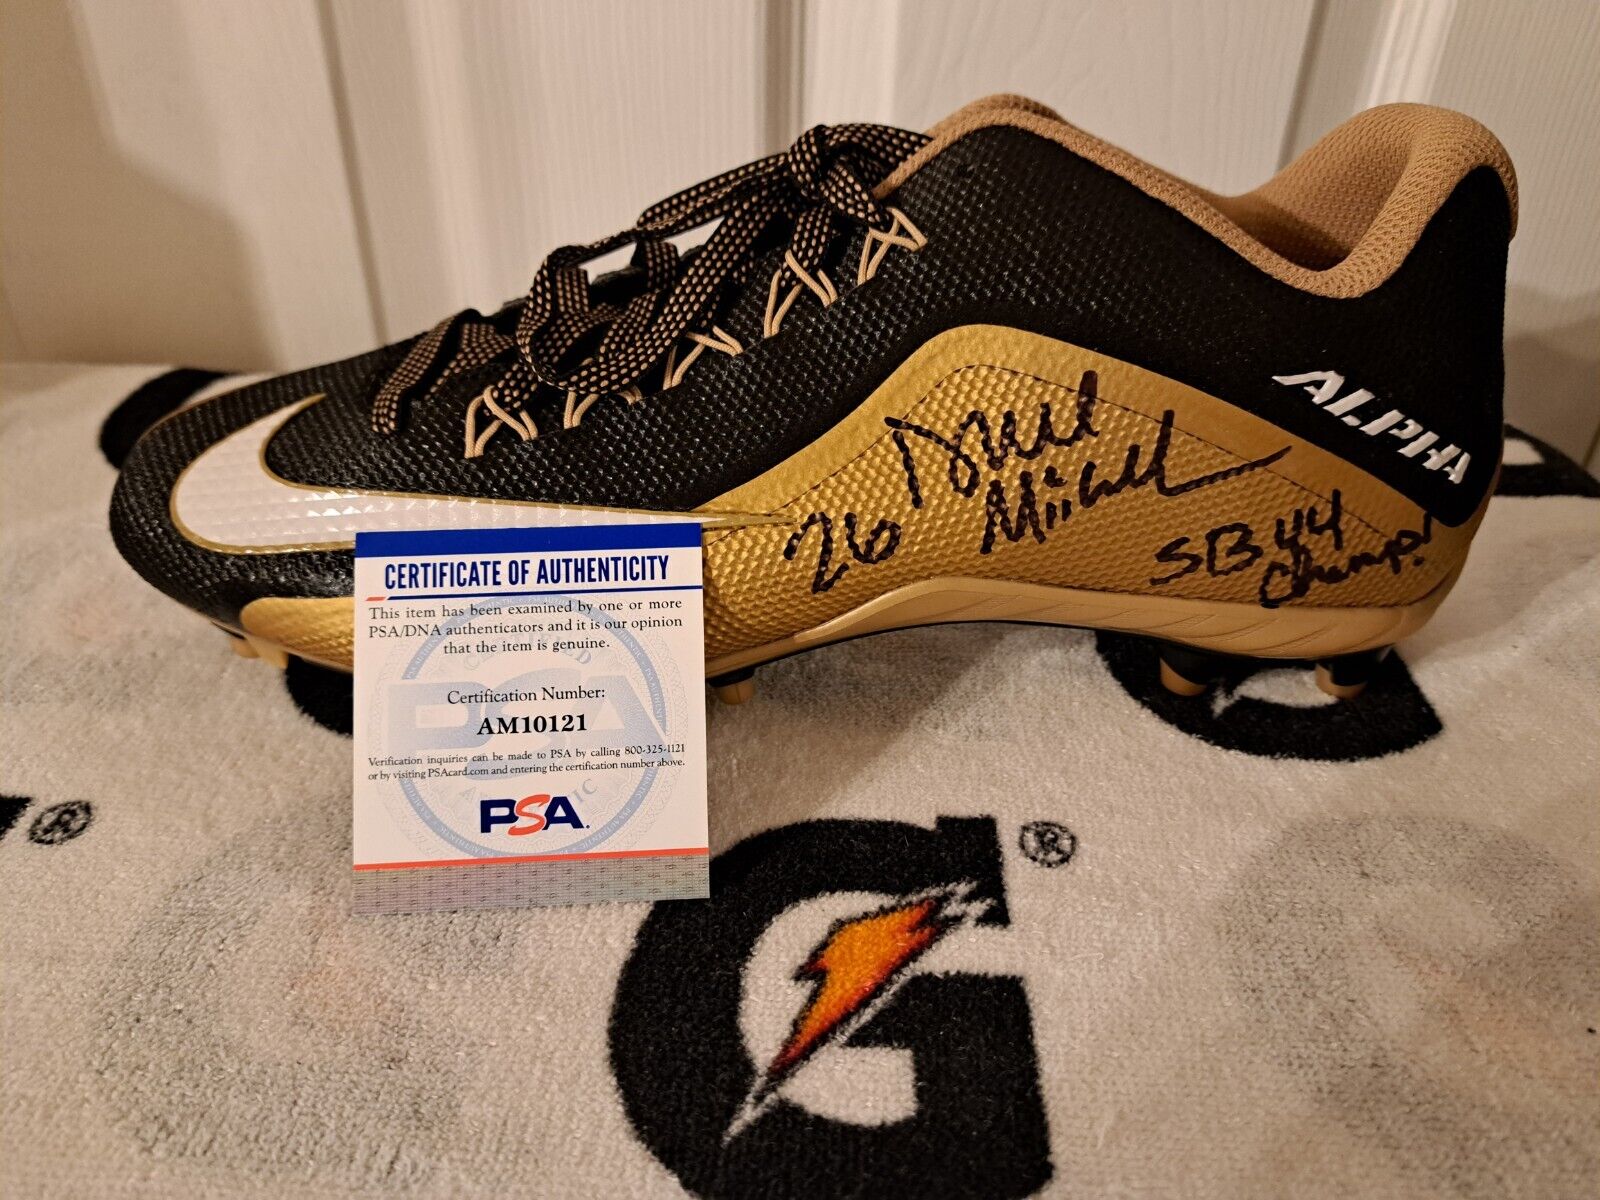 ALPHA
Deuce
26 McAllister
SB 44
Champs!
CERTIFICATE OF AUTHENTICITY
This item has been examined by one or more
PSA/DNA authenticators and it is our opinion
that the item is genuine.
Certification Number:
AM10121
Verification inquiries can be made to PSA by calling 800-325-1121
or by visiting PSAcard.com and entering the certification number above.
PSA.
G ®
®